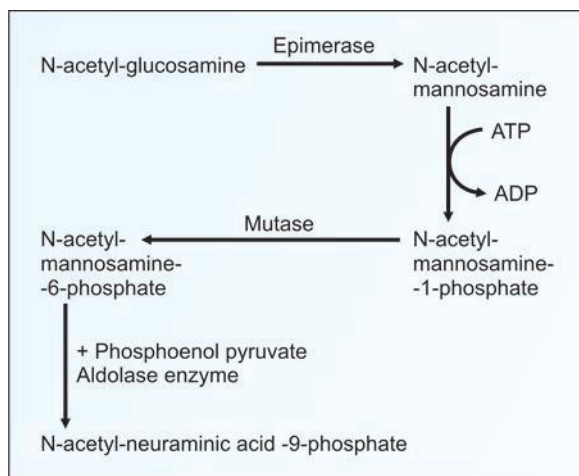 Epimerase
N-acetyl-glucosamine
N-acetyl-
mannosamine
ATP
ADP
Mutase
N-acetyl-
mannosamine-
-6-phosphate
N-acetyl-
mannosamine-
-1-phosphate
+ Phosphoenol pyruvate
Aldolase enzyme
N-acetyl-neuraminic acid -9-phosphate